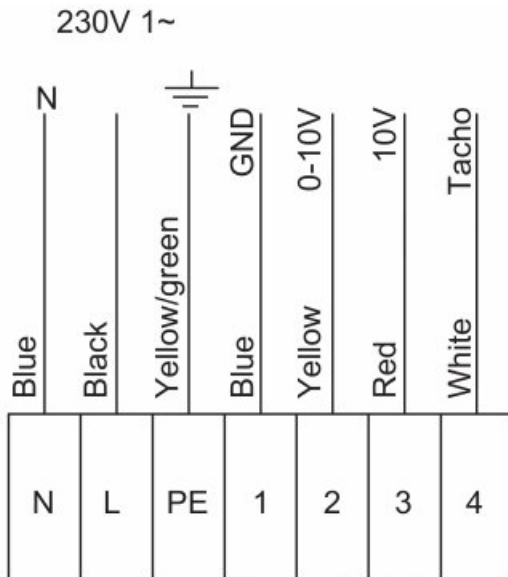 230V 1~
N
GND
0-10V
10V
Tacho
Blue
Black
Yellow/green
Blue
Yellow
Red
White
N L PE 1 2 3 4